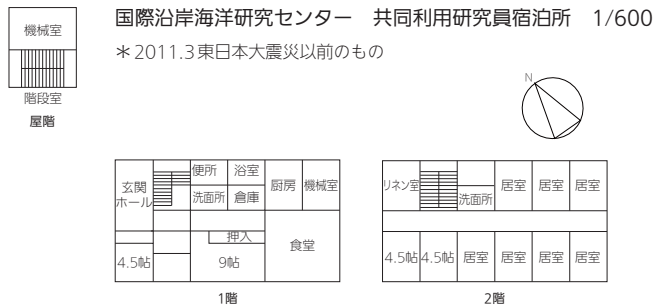 国際沿岸海洋研究センター　共同利用研究員宿泊所　1/600
＊2011.3東日本大震災以前のもの
機械室
階段室
屋階
N
便所 浴室
玄関
ホール
洗面所 倉庫 厨房 機械室
押入
食堂
4.5帖 9帖
1階
リネン室 洗面所 居室 居室 居室
4.5帖 4.5帖 居室 居室 居室 居室
2階